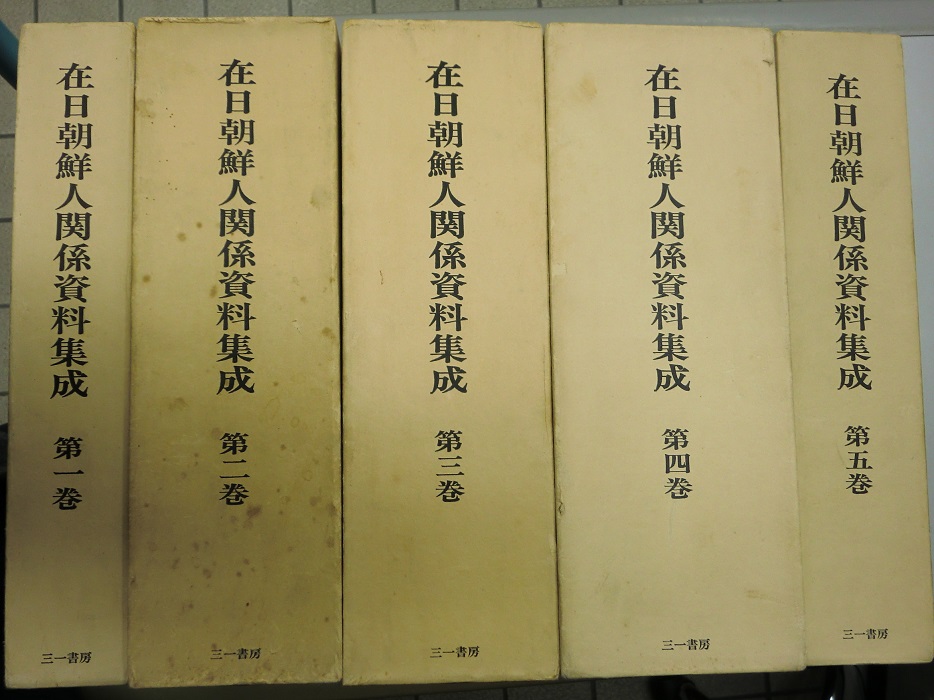 在日朝鮮人関係資料集成 第一巻
三一書房
在日朝鮮人関係資料集成 第二巻
三一書房
在日朝鮮人関係資料集成 第三巻
三一書房
在日朝鮮人関係資料集成 第四巻
三一書房
在日朝鮮人関係資料集成 第五巻
三一書房